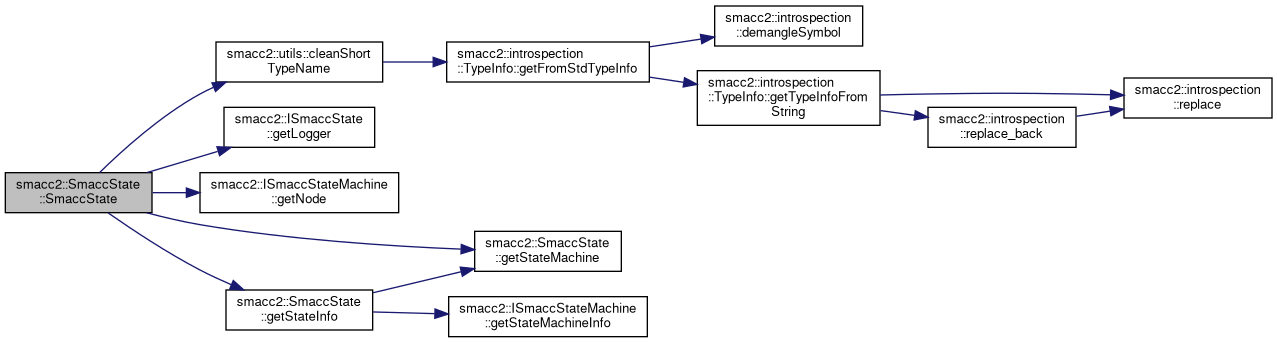 smacc2::SmaccState
::SmaccState
smacc2::utils::cleanShort
TypeName
smacc2::introspection
::TypeInfo::getFromStdTypeInfo
smacc2::introspection
::demangleSymbol
smacc2::introspection
::TypeInfo::getTypeInfoFrom
String
smacc2::introspection
::replace
smacc2::introspection
::replace_back
smacc2::ISmaccState
::getLogger
smacc2::ISmaccStateMachine
::getNode
smacc2::SmaccState
::getStateMachine
smacc2::SmaccState
::getStateInfo
smacc2::ISmaccStateMachine
::getStateMachineInfo